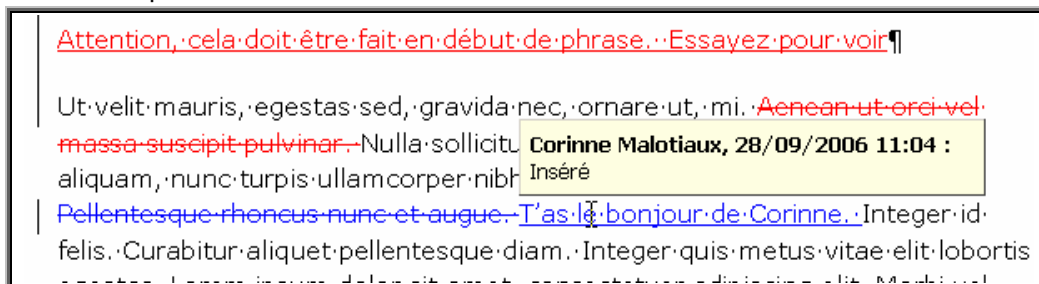 Attention, cela doit être fait en début de phrase.  Essayez pour voir¶
Ut velit mauris, egestas sed, gravida nec, ornare ut, mi. Aenean ut orci vel
massa suscipit pulvinar. Nulla sollicitu
Corinne Malotiaux, 28/09/2006 11:04 :
Inséré
aliquam, nunc turpis ullamcorper nibh
Pellentesque rhoncus nunc et augue. T'as le bonjour de Corinne. Integer id
felis. Curabitur aliquet pellentesque diam. Integer quis metus vitae elit lobortis